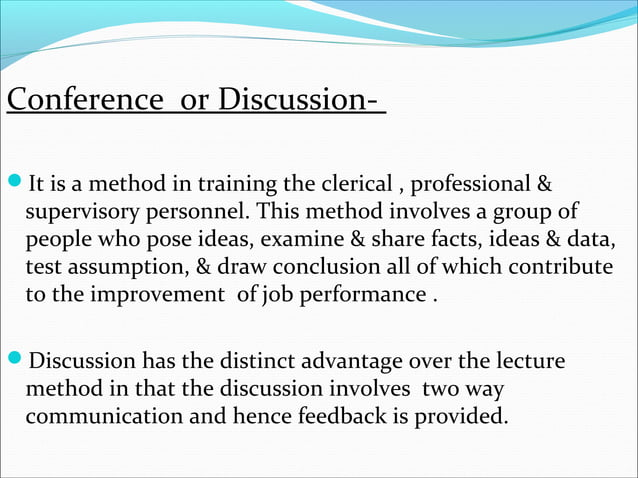 Conference or Discussion-
It is a method in training the clerical , professional &
supervisory personnel. This method involves a group of
people who pose ideas, examine & share facts, ideas & data,
test assumption, & draw conclusion all of which contribute
to the improvement of job performance .
Discussion has the distinct advantage over the lecture
method in that the discussion involves two way
communication and hence feedback is provided.